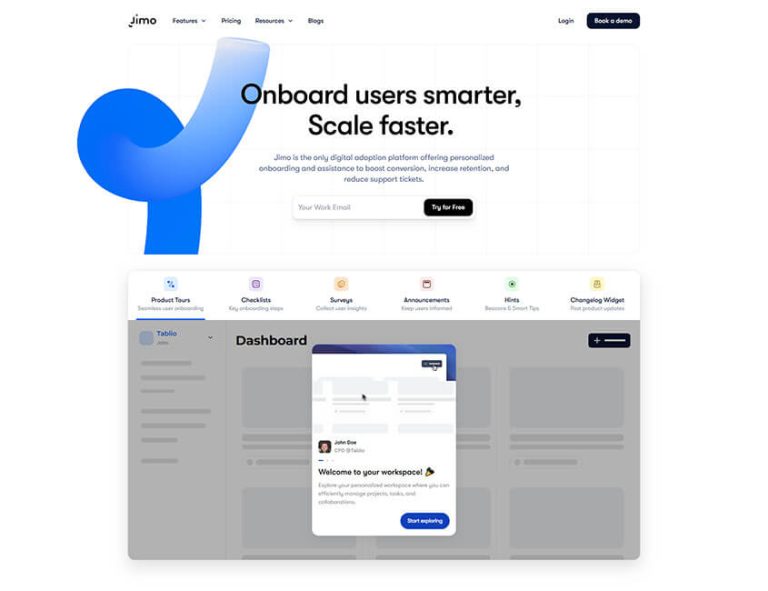 Jimo
Features
Pricing
Resources
Blogs
Login
Book a demo
Onboard users smarter,
Scale faster.
Jimo is the only digital adoption platform offering personalized
onboarding and assistance to boost conversion, increase retention, and
reduce support tickets.
Your Work Email
Try for Free
Product Tours
Seamless user onboarding
Checklists
Key onboarding steps
Surveys
Collect user insights
Announcements
Keep users informed
Hints
Beacons & Smart Tips
Changelog Widget
Post product updates
Tablio
John
Dashboard
John Doe
CPO @Tablio
Welcome to your workspace! 🎉
Explore your personalized workspace where you can
efficiently manage projects, tasks, and
collaborations.
Start exploring